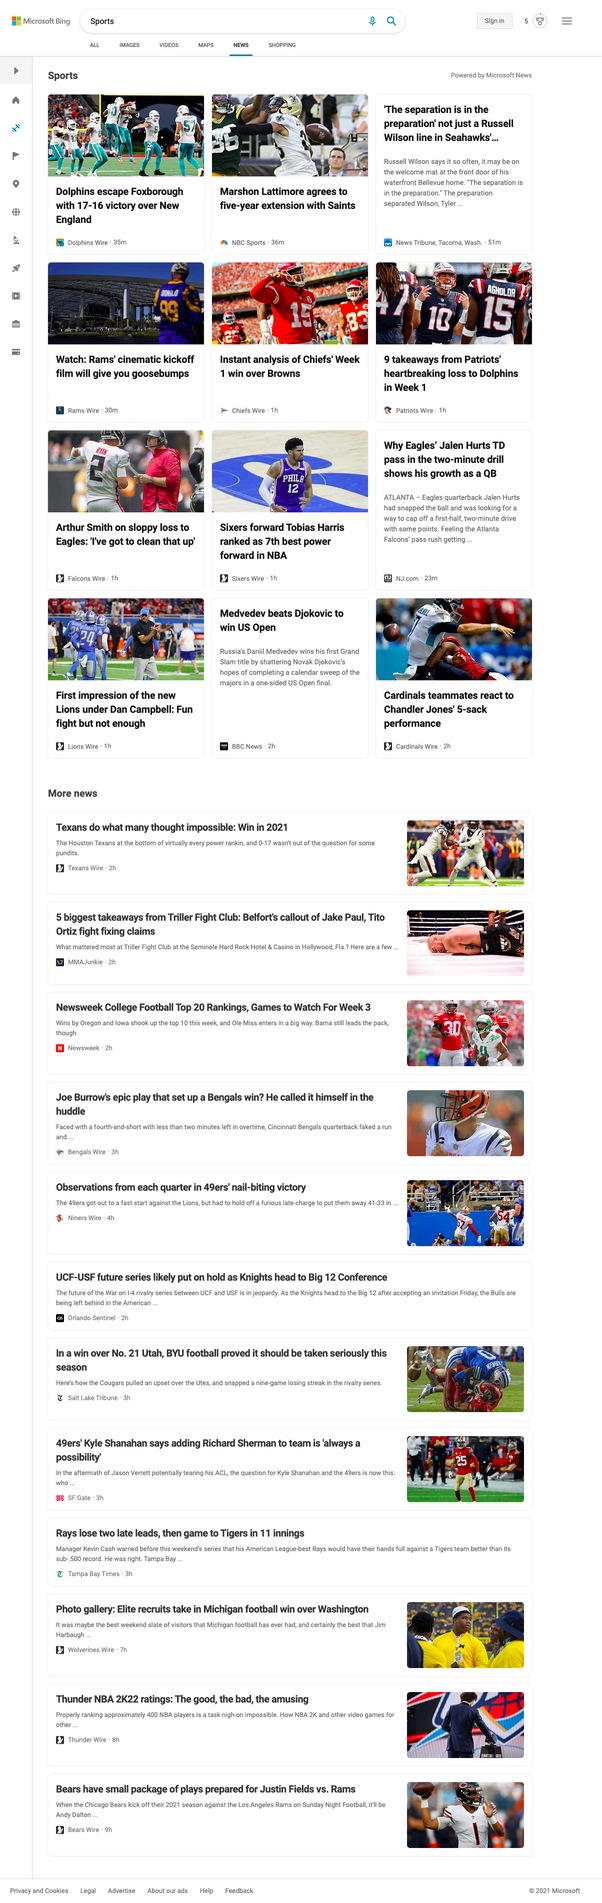 Microsoft Bing
Sports
Sign in
5
ALL IMAGES VIDEOS MAPS NEWS SHOPPING
Sports
Powered by Microsoft News
Dolphins escape Foxborough
with 17-16 victory over New
England
Dolphins Wire · 35m
Marshon Lattimore agrees to
five-year extension with Saints
NBC Sports · 36m
'The separation is in the
preparation' not just a Russell
Wilson line in Seahawks'...
Russell Wilson says it so often, it may be on
the welcome mat at the front door of his
waterfront Bellevue home. "The separation is
in the preparation." The preparation
separated Wilson, Tyler ...
News Tribune, Tacoma, Wash. · 51m
Watch: Rams' cinematic kickoff
film will give you goosebumps
Rams Wire · 30m
Instant analysis of Chiefs' Week
1 win over Browns
Chiefs Wire · 1h
9 takeaways from Patriots'
heartbreaking loss to Dolphins
in Week 1
Patriots Wire · 1h
Arthur Smith on sloppy loss to
Eagles: 'I've got to clean that up'
Falcons Wire · 1h
Sixers forward Tobias Harris
ranked as 7th best power
forward in NBA
Sixers Wire · 1h
Why Eagles' Jalen Hurts TD
pass in the two-minute drill
shows his growth as a QB
ATLANTA – Eagles quarterback Jalen Hurts
had snapped the ball and was looking for a
way to cap off a first-half, two-minute drive
with some points. Feeling the Atlanta
Falcons' pass rush getting ...
NJ.com · 23m
First impression of the new
Lions under Dan Campbell: Fun
fight but not enough
Lions Wire · 1h
Medvedev beats Djokovic to
win US Open
Russia's Daniil Medvedev wins his first Grand
Slam title by shattering Novak Djokovic's
hopes of completing a calendar sweep of the
majors in a one-sided US Open final.
BBC News · 2h
Cardinals teammates react to
Chandler Jones' 5-sack
performance
Cardinals Wire · 2h
More news
Texans do what many thought impossible: Win in 2021
The Houston Texans at the bottom of virtually every power rankin, and 0-17 wasn't out of the question for some
pundits.
Texans Wire · 2h
5 biggest takeaways from Triller Fight Club: Belfort's callout of Jake Paul, Tito
Ortiz fight fixing claims
What mattered most at Triller Fight Club at the Seminole Hard Rock Hotel & Casino in Hollywood, Fla.? Here are a few ...
MMAJunkie · 2h
Newsweek College Football Top 20 Rankings, Games to Watch For Week 3
Wins by Oregon and Iowa shook up the top 10 this week, and Ole Miss enters in a big way. Bama still leads the pack,
though.
Newsweek · 2h
Joe Burrow's epic play that set up a Bengals win? He called it himself in the
huddle
Faced with a fourth-and-short with less than two minutes left in overtime, Cincinnati Bengals quarterback faked a run
and ...
Bengals Wire · 3h
Observations from each quarter in 49ers' nail-biting victory
The 49ers got out to a fast start against the Lions, but had to hold off a furious late charge to put them away 41-33 in ...
Niners Wire · 4h
UCF-USF future series likely put on hold as Knights head to Big 12 Conference
The future of the War on I-4 rivalry series between UCF and USF is in jeopardy. As the Knights head to the Big 12 after accepting an invitation Friday, the Bulls are
being left behind in the American ...
Orlando Sentinel · 2h
In a win over No. 21 Utah, BYU football proved it should be taken seriously this
season
Here's how the Cougars pulled an upset over the Utes, and snapped a nine-game losing streak in the rivalry series.
Salt Lake Tribune · 3h
49ers' Kyle Shanahan says adding Richard Sherman to team is 'always a
possibility'
In the aftermath of Jason Verrett potentially tearing his ACL, the question for Kyle Shanahan and the 49ers is now this:
who ...
SF Gate · 3h
Rays lose two late leads, then game to Tigers in 11 innings
Manager Kevin Cash warned before this weekend's series that his American League-best Rays would have their hands full against a Tigers team better than its
sub-.500 record. He was right. Tampa Bay ...
Tampa Bay Times · 3h
Photo gallery: Elite recruits take in Michigan football win over Washington
It was maybe the best weekend slate of visitors that Michigan football has ever had, and certainly the best that Jim
Harbaugh ...
Wolverines Wire · 7h
Thunder NBA 2K22 ratings: The good, the bad, the amusing
Properly ranking approximately 400 NBA players is a task nigh-on impossible. How NBA 2K and other video games for
other ...
Thunder Wire · 8h
Bears have small package of plays prepared for Justin Fields vs. Rams
When the Chicago Bears kick off their 2021 season against the Los Angeles Rams on Sunday Night Football, it'll be
Andy Dalton ...
Bears Wire · 9h
Privacy and Cookies Legal Advertise About our ads Help Feedback
© 2021 Microsoft